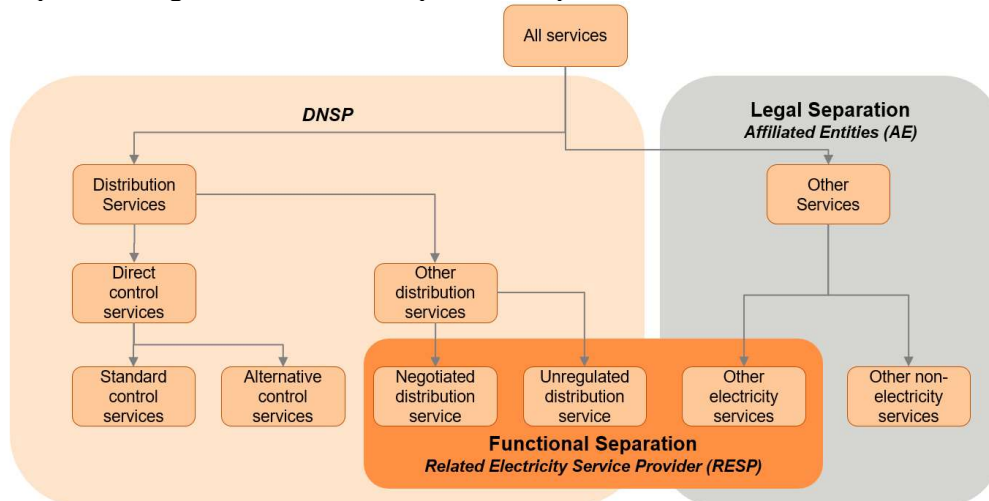 All services
DNSP
Legal Separation
Affiliated Entities (AE)
Distribution
Services
Other
Services
Direct
control
services
Other
distribution
services
Standard
control
services
Alternative
control
services
Negotiated
distribution
service
Unregulated
distribution
service
Other
electricity
services
Other non-
electricity
services
Functional Separation
Related Electricity Service Provider (RESP)